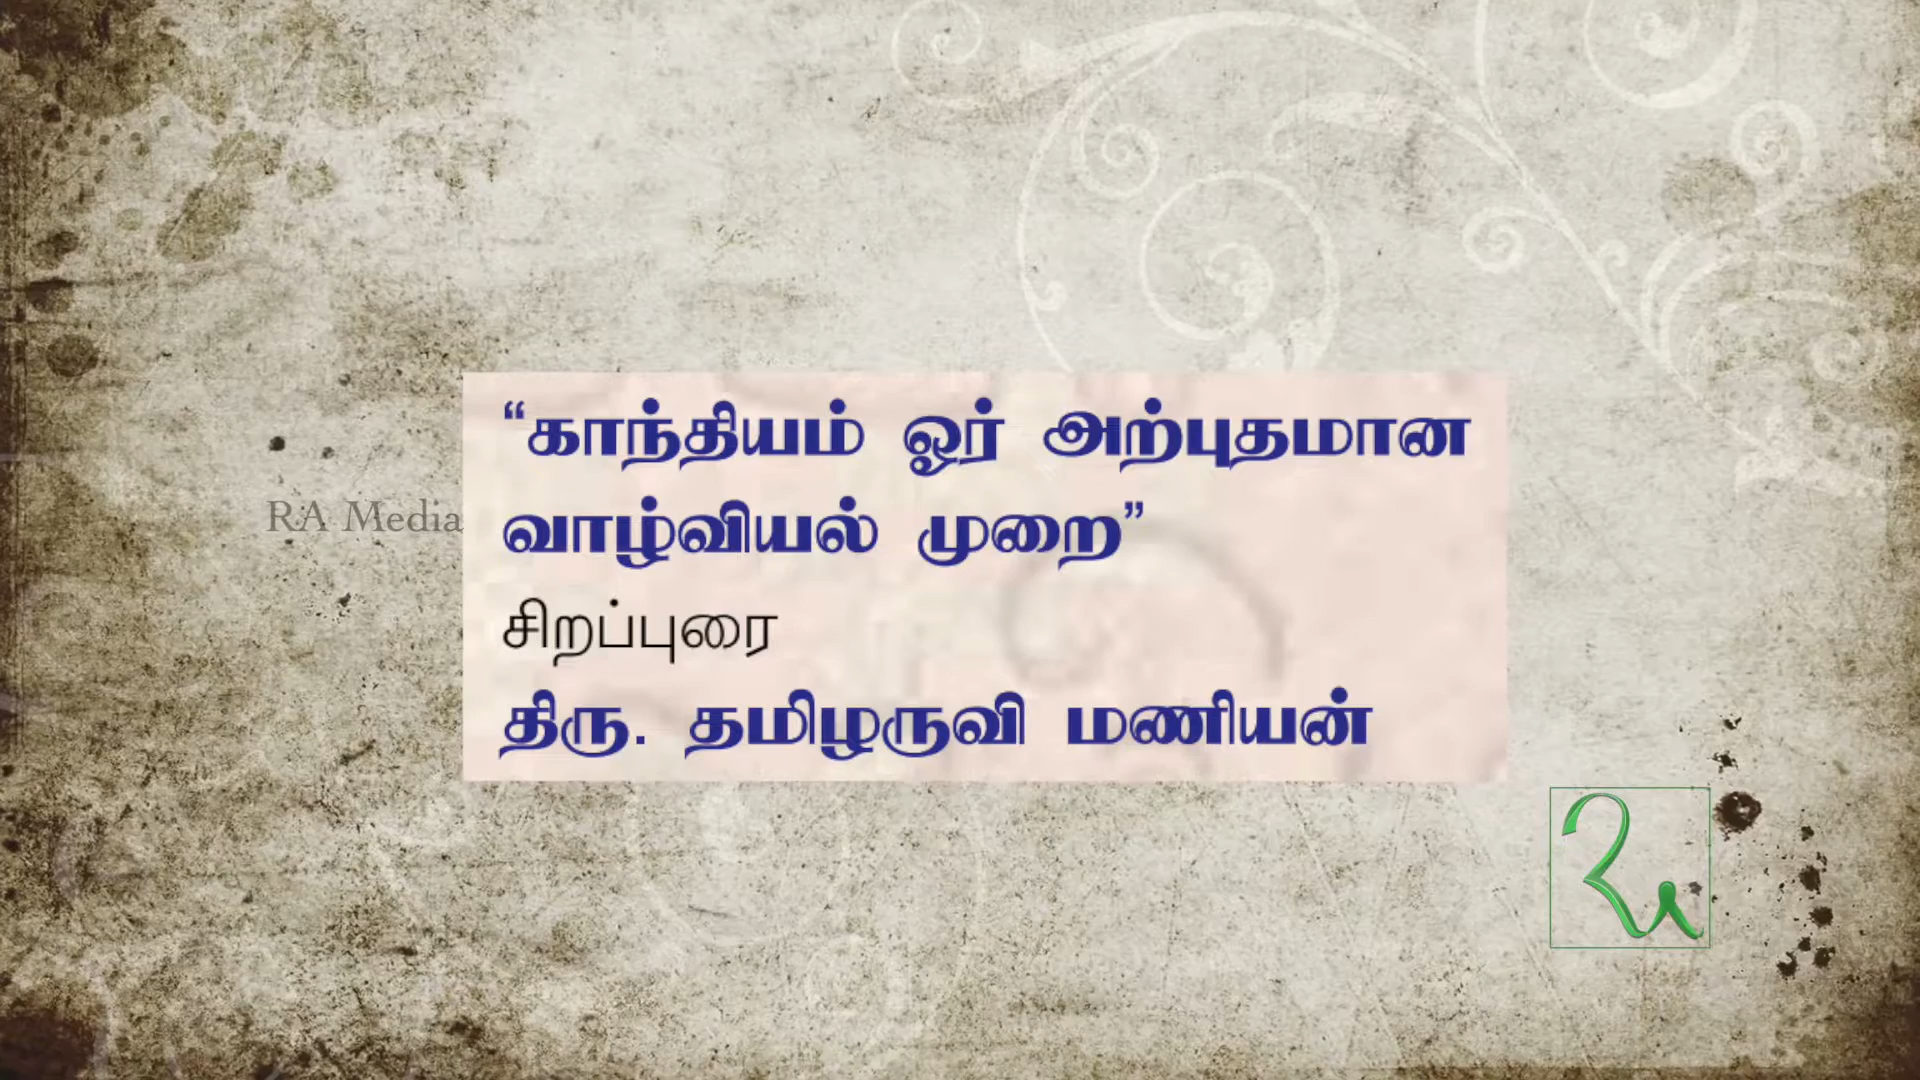 “காந்தியம் ஓர் அற்புதமான
வாழ்வியல் முறை”
சிறப்புரை
திரு. தமிழருவி மணியன்
RA Media